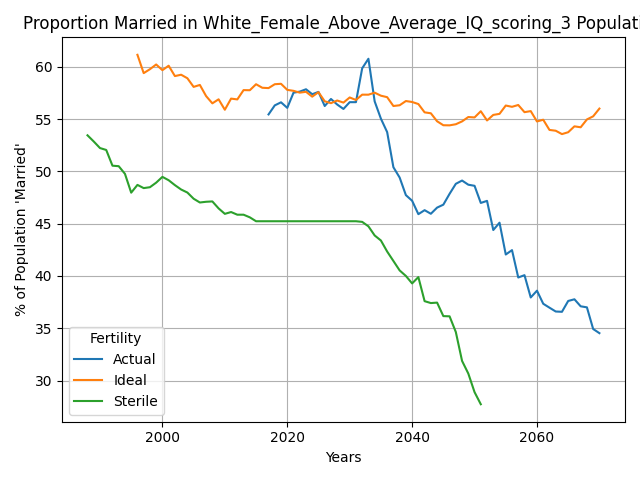 Proportion Married in White_Female_Above_Average_IQ_scoring_3 Populati
% of Population 'Married'
60
55
50
45
40
35
30
Fertility
Actual
Ideal
Sterile
2000 2020 2040 2060
Years